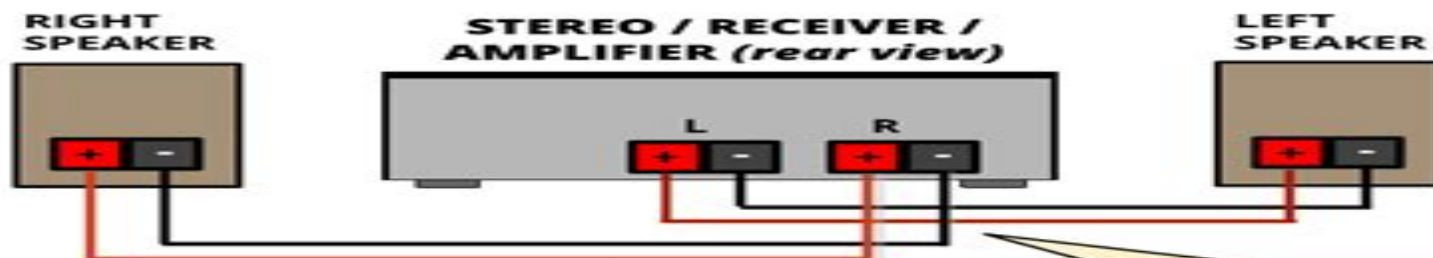 RIGHT
SPEAKER
STEREO / RECEIVER /
AMPLIFIER (rear view)
LEFT
SPEAKER
L R
+ - + - + - + -